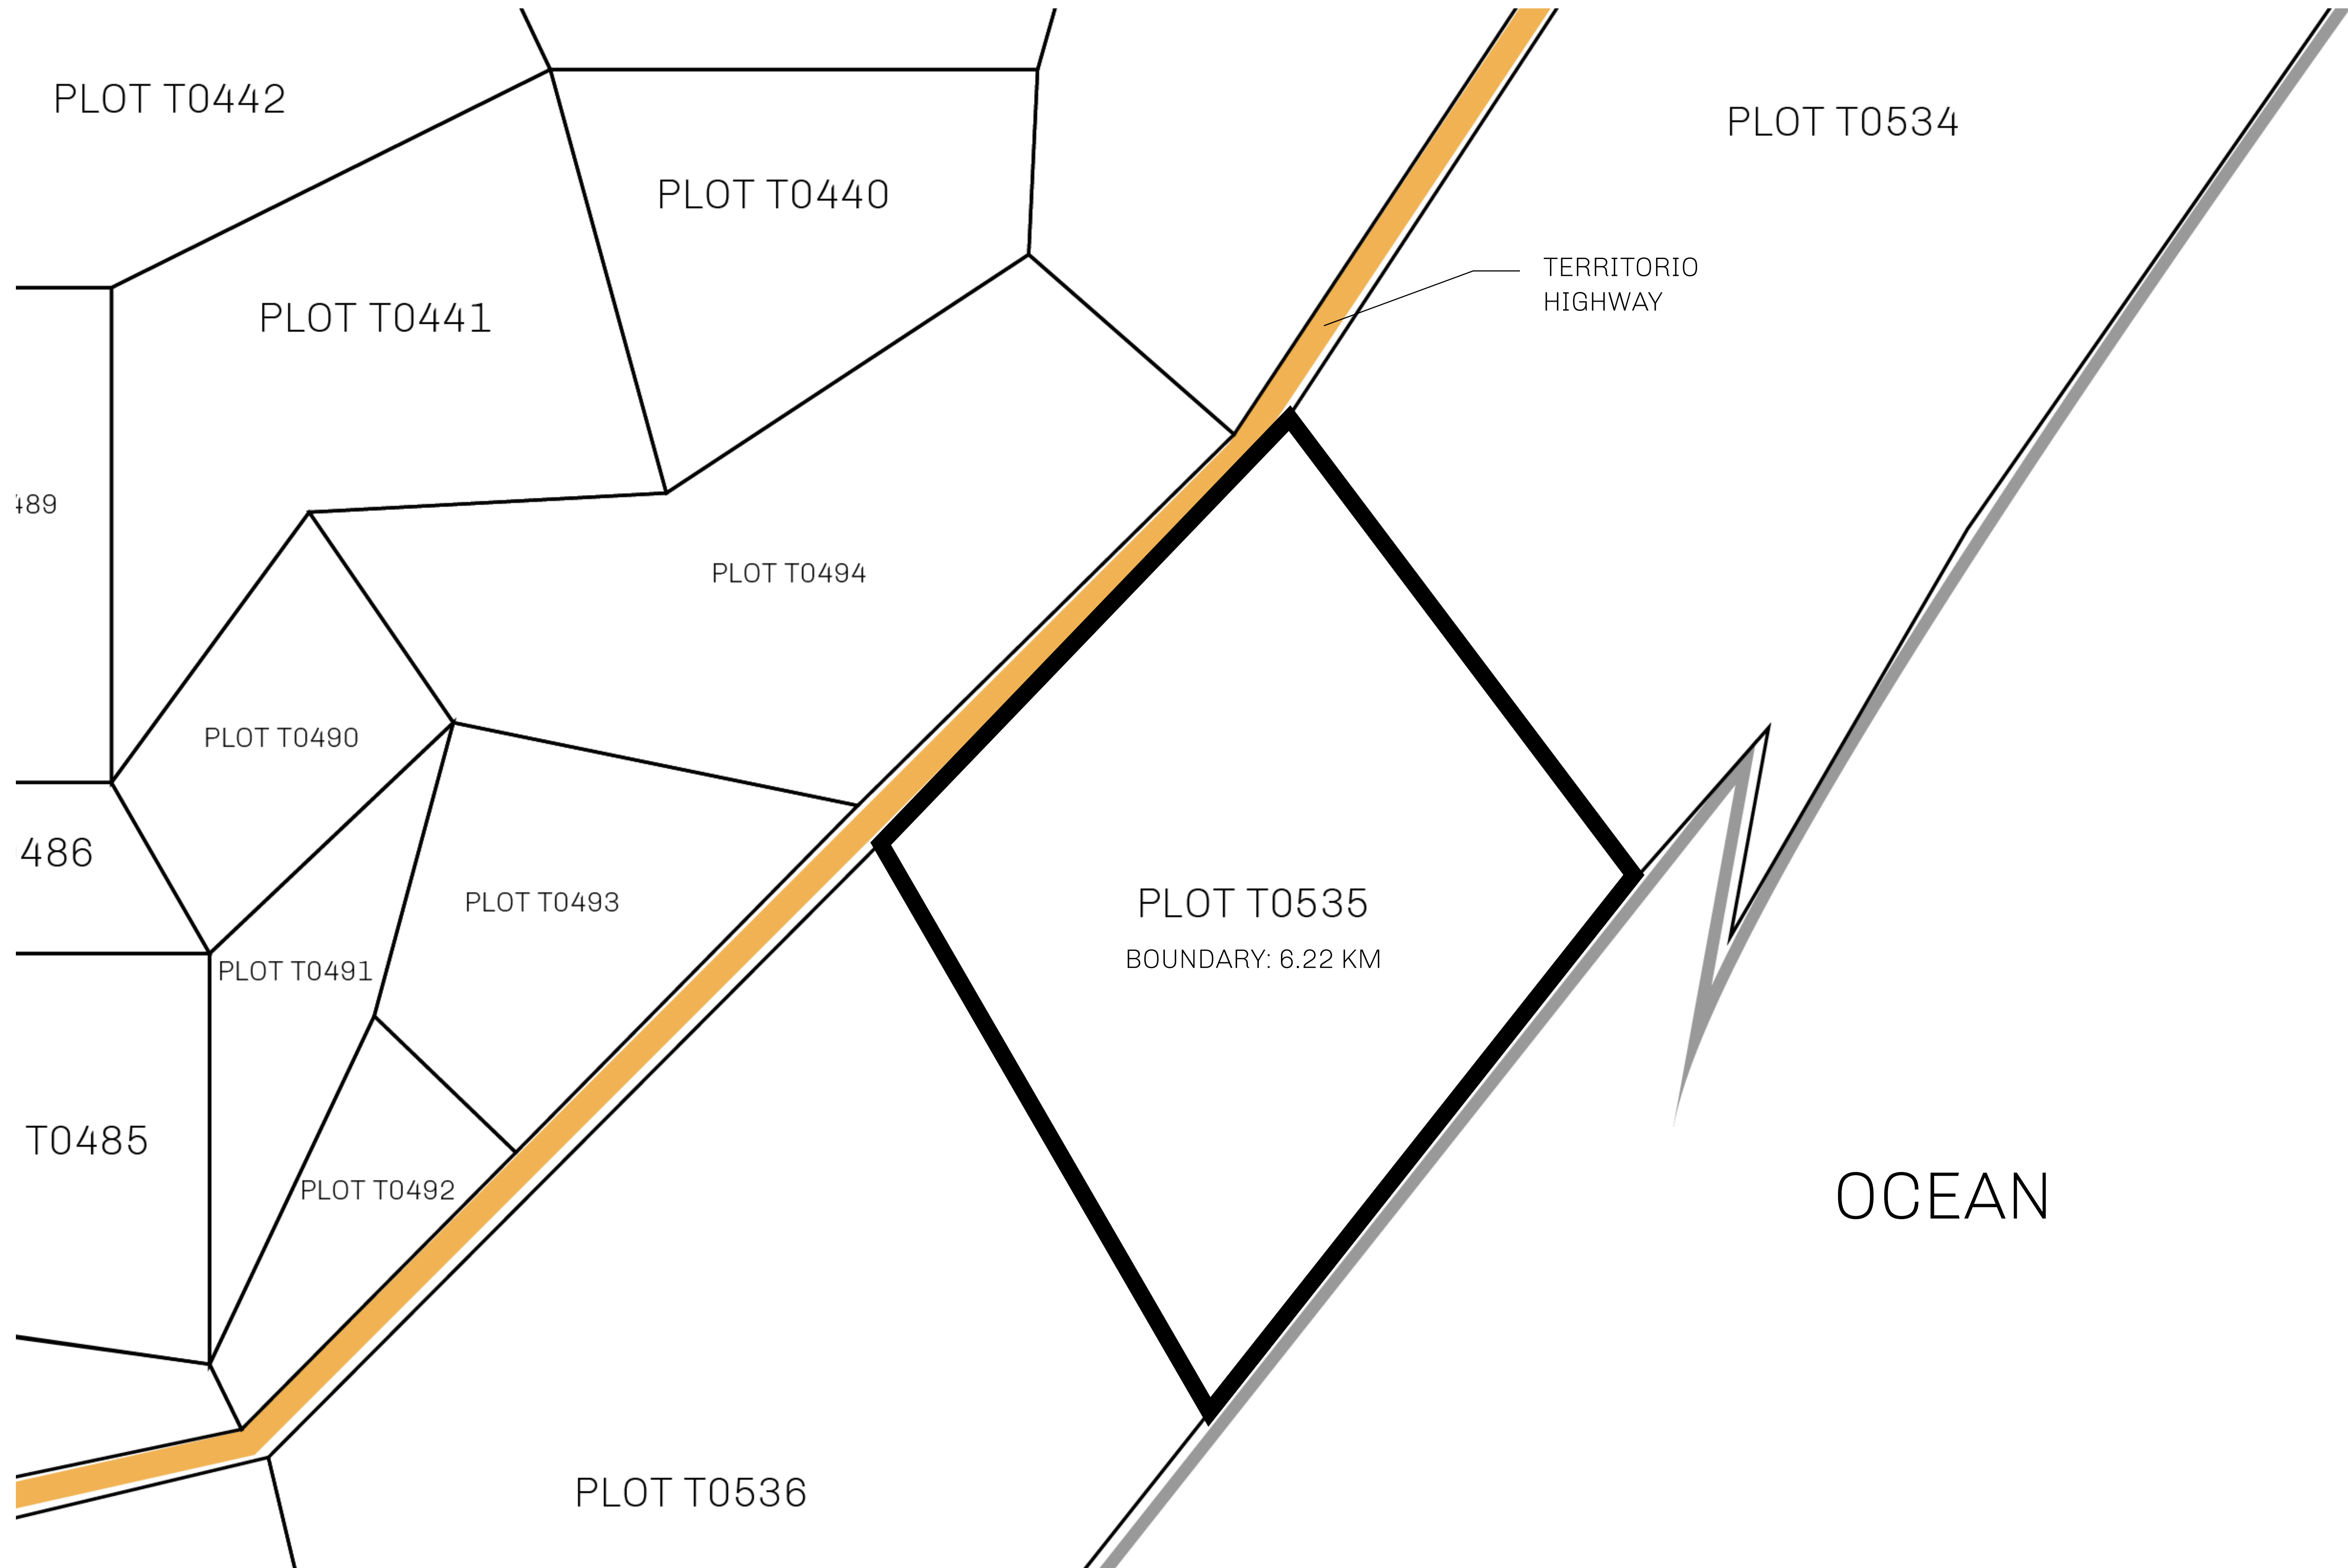 PLOT T0442
PLOT T0534
PLOT T0440
TERRITORIO
HIGHWAY
PLOT T0441
489
PLOT T0494
PLOT T0490
486
PLOT T0493
PLOT T0535
BOUNDARY: 6.22 KM
PLOT T0491
T0485
PLOT T0492
OCEAN
PLOT T0536